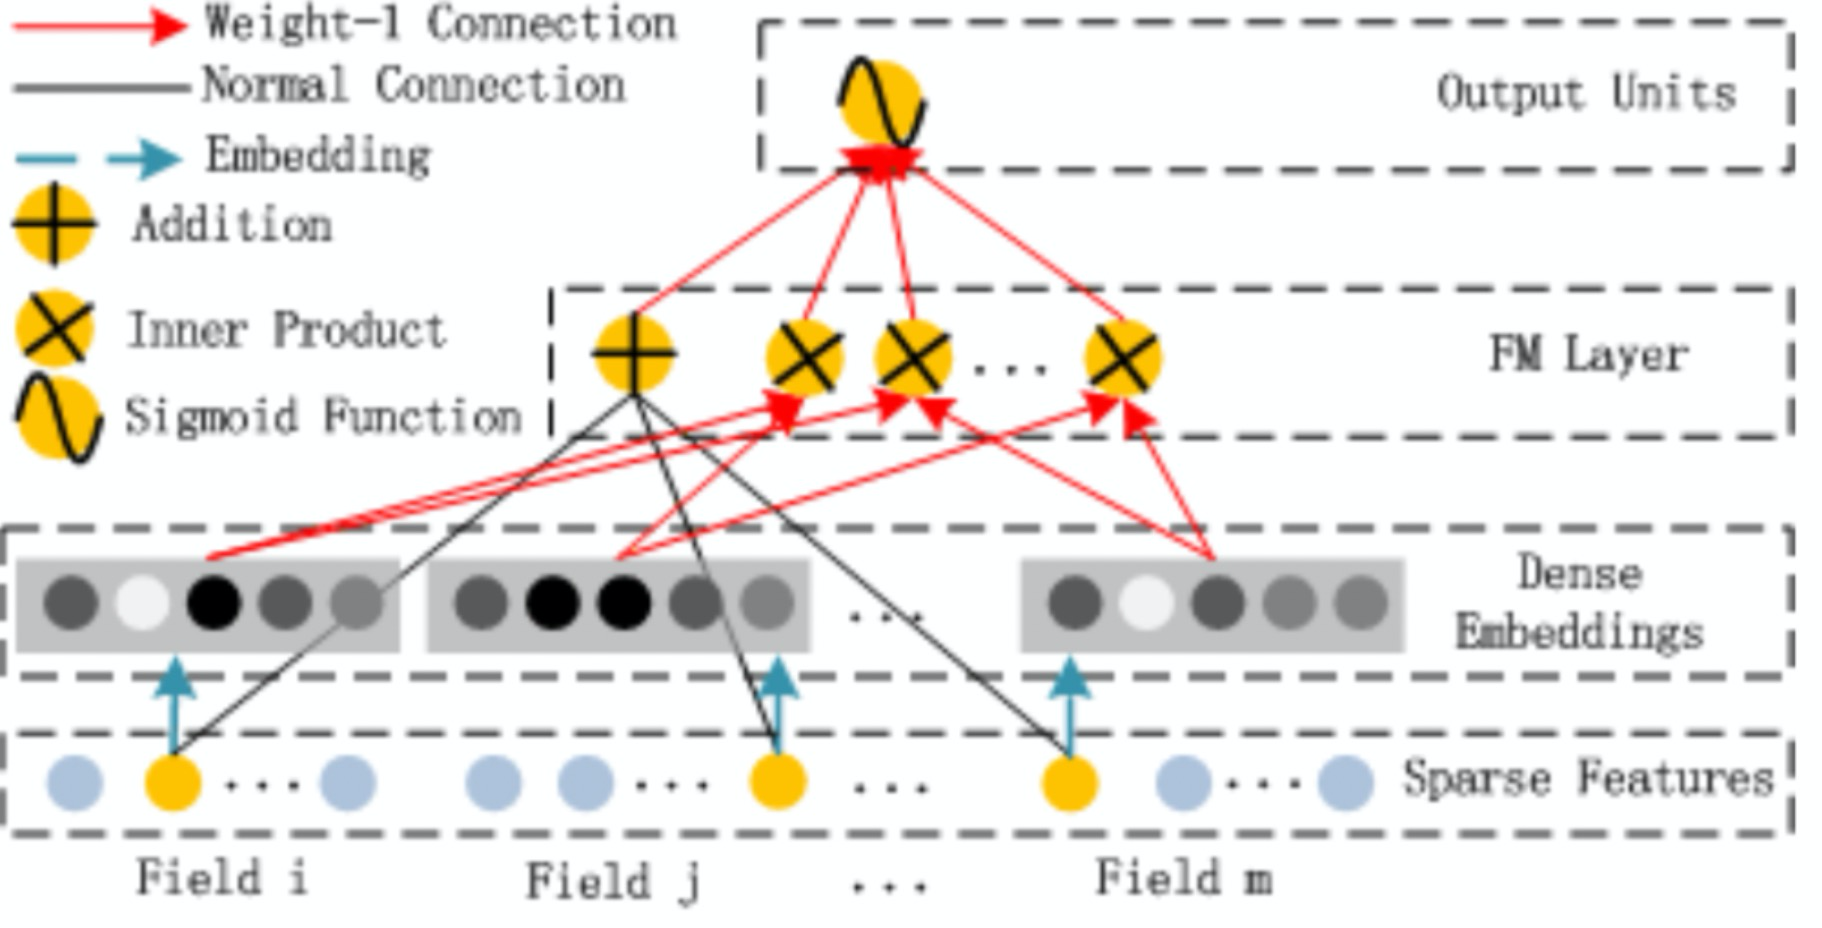 Weight-1 Connection
Normal Connection
Embedding
Addition
Inner Product
Sigmoid Function
Output Units
FM Layer
...
Dense
Embeddings
...
Sparse Features
... ... ... ...
Field i Field j ... Field m